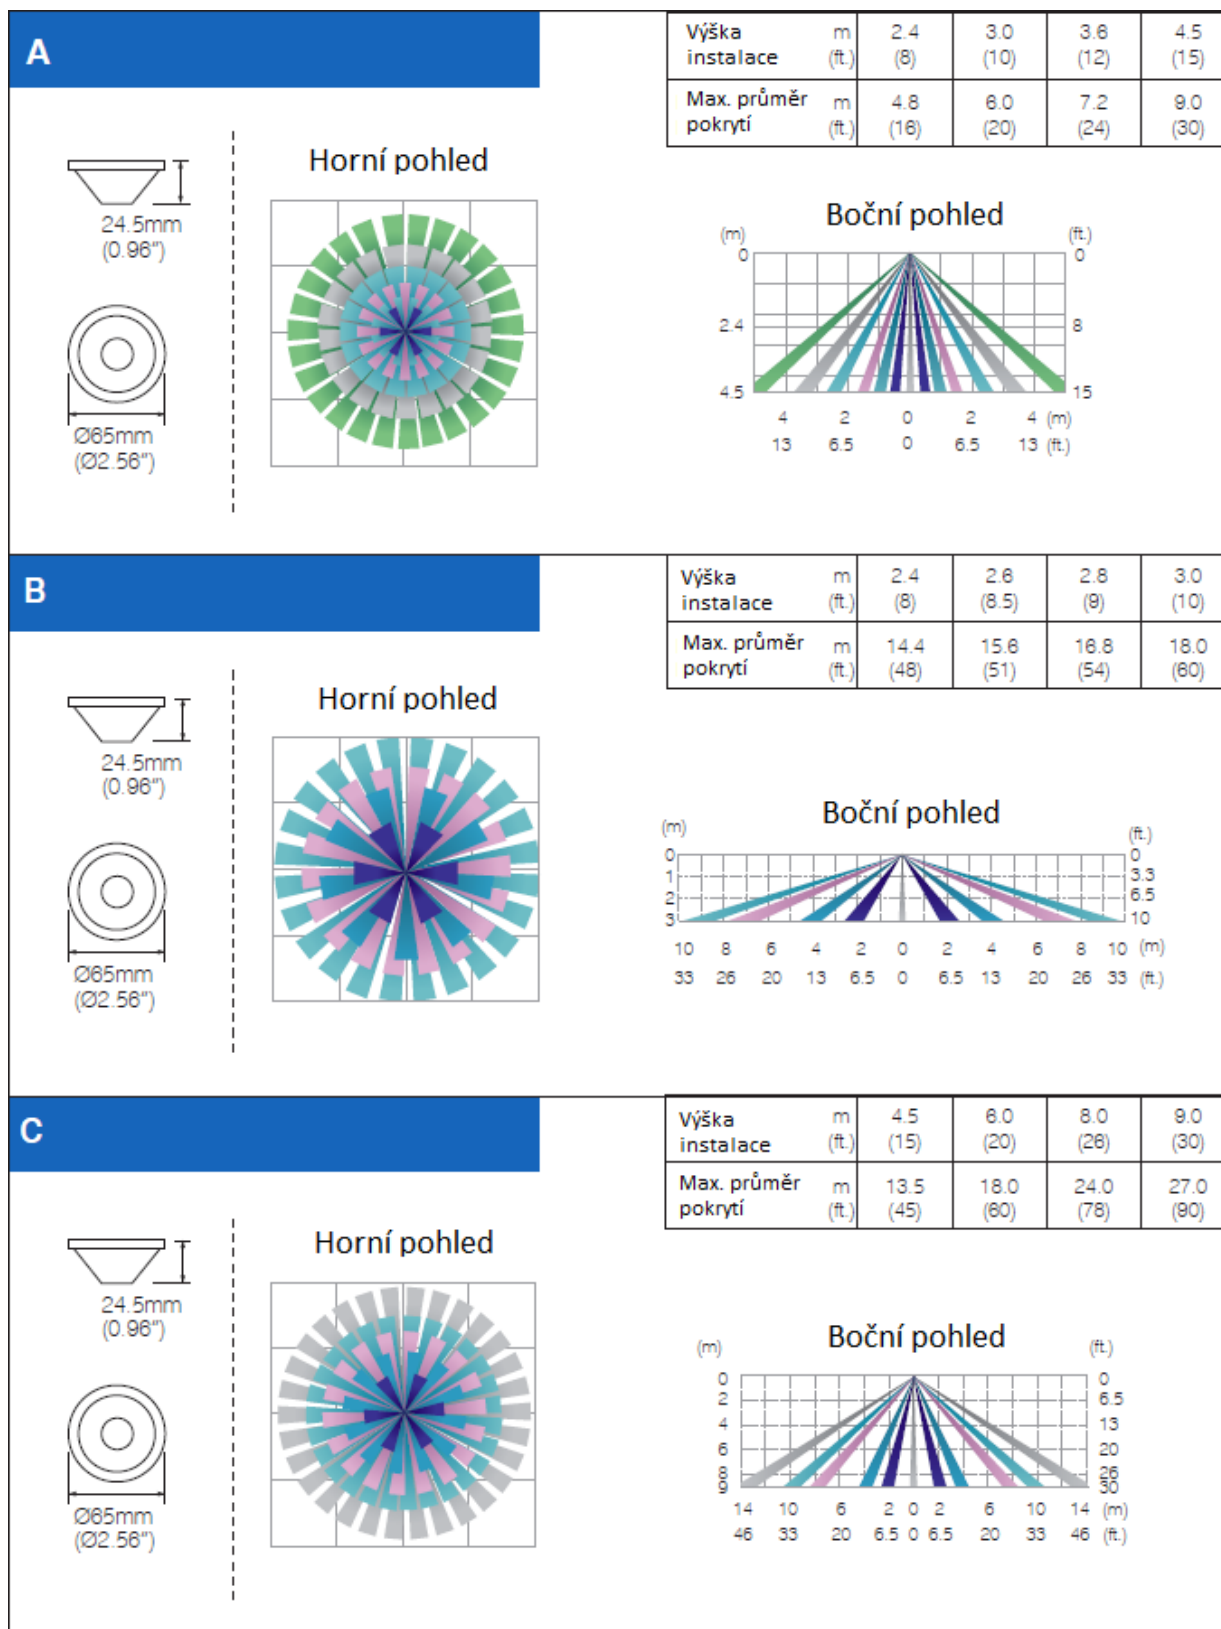 A
Výška m 2.4 3.0 3.6 4.5
instalace (ft.) (8) (10) (12) (15)
Max. průměr m 4.8 6.0 7.2 9.0
pokrytí (ft.) (16) (20) (24) (30)
24.5mm
(0.96")
Ø65mm
(Ø2.56")
Horní pohled
Boční pohled
(m) (ft.)
0 0
2.4 8
4.5 15
4 2 0 2 4 (m)
13 6.5 0 6.5 13 (ft.)
B
Výška m 2.4 2.6 2.8 3.0
instalace (ft.) (8) (8.5) (9) (10)
Max. průměr m 14.4 15.6 16.8 18.0
pokrytí (ft.) (48) (51) (54) (60)
24.5mm
(0.96")
Ø65mm
(Ø2.56")
Horní pohled
Boční pohled
(m) (ft.)
0 0
1 3.3
2 6.5
3 10
10 8 6 4 2 0 2 4 6 8 10 (m)
33 26 20 13 6.5 0 6.5 13 20 26 33 (ft.)
C
Výška m 4.5 6.0 8.0 9.0
instalace (ft.) (15) (20) (26) (30)
Max. průměr m 13.5 18.0 24.0 27.0
pokrytí (ft.) (45) (60) (78) (90)
24.5mm
(0.96")
Ø65mm
(Ø2.56")
Horní pohled
Boční pohled
(m) (ft.)
0 0
2 6.5
4 13
6 20
8 26
9 30
14 10 6 2 0 2 6 10 14 (m)
46 33 20 6.5 0 6.5 20 33 46 (ft.)